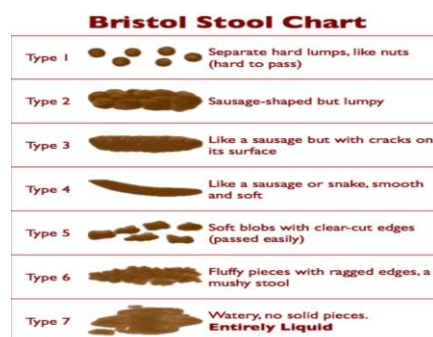 Bristol Stool Chart
Type 1
Separate hard lumps, like nuts
(hard to pass)
Type 2
Sausage-shaped but lumpy
Type 3
Like a sausage but with cracks on
its surface
Type 4
Like a sausage or snake, smooth
and soft
Type 5
Soft blobs with clear-cut edges
(passed easily)
Type 6
Fluffy pieces with ragged edges, a
mushy stool
Type 7
Watery, no solid pieces.
Entirely Liquid